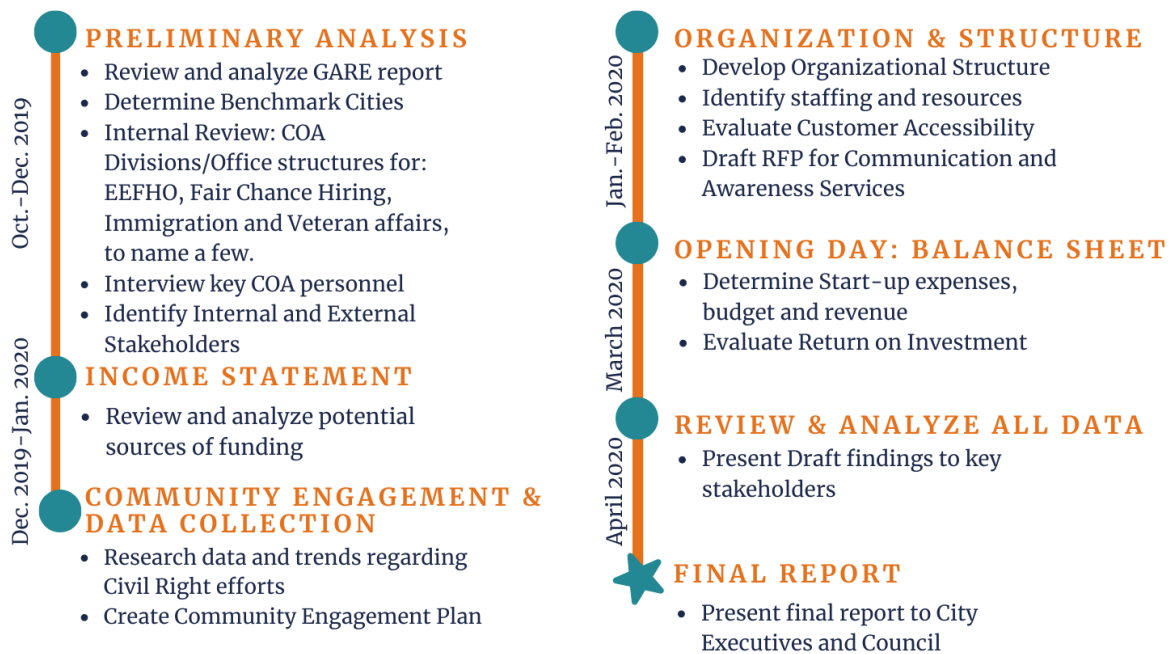 PRELIMINARY ANALYSIS
• Review and analyze GARE report
• Determine Benchmark Cities
• Internal Review: COA
Divisions/Office structures for:
EEFHO, Fair Chance Hiring,
Immigration and Veteran affairs,
to name a few.
• Interview key COA personnel
• Identify Internal and External
Stakeholders
Oct.-Dec. 2019
INCOME STATEMENT
• Review and analyze potential
sources of funding
Dec. 2019-Jan. 2020
COMMUNITY ENGAGEMENT &
DATA COLLECTION
• Research data and trends regarding
Civil Right efforts
• Create Community Engagement Plan
ORGANIZATION & STRUCTURE
• Develop Organizational Structure
• Identify staffing and resources
• Evaluate Customer Accessibility
• Draft RFP for Communication and
Awareness Services
Jan.-Feb. 2020
OPENING DAY: BALANCE SHEET
• Determine Start-up expenses,
budget and revenue
• Evaluate Return on Investment
March 2020
REVIEW & ANALYZE ALL DATA
• Present Draft findings to key
stakeholders
April 2020
FINAL REPORT
• Present final report to City
Executives and Council